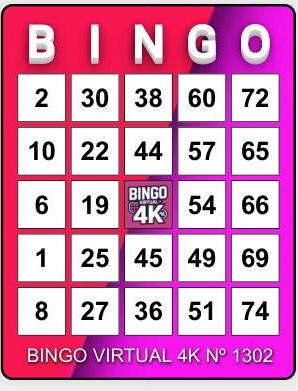 B I N G O
2 30 38 60 72
10 22 44 57 65
6 19 BINGO VIRTUAL 4K 54 66
1 25 45 49 69
8 27 36 51 74
BINGO VIRTUAL 4K Nº 1302